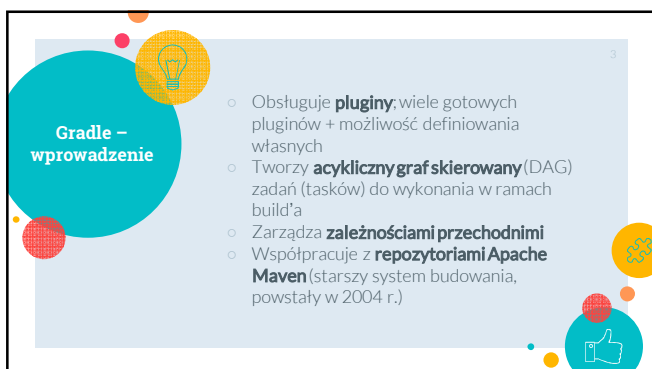 3
Gradle –
wprowadzenie
○ Obsługuje pluginy; wiele gotowych
pluginów + możliwość definiowania
własnych
○ Tworzy acykliczny graf skierowany (DAG)
zadań (tasków) do wykonania w ramach
build'a
○ Zarządza zależnościami przechodnimi
○ Współpracuje z repozytoriami Apache
Maven (starszy system budowania,
powstały w 2004 r.)